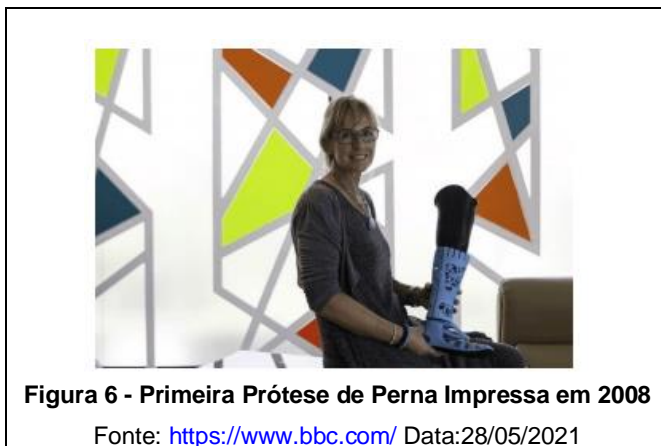 Figura 6 - Primeira Prótese de Perna Impressa em 2008
Fonte: https://www.bbc.com/ Data:28/05/2021